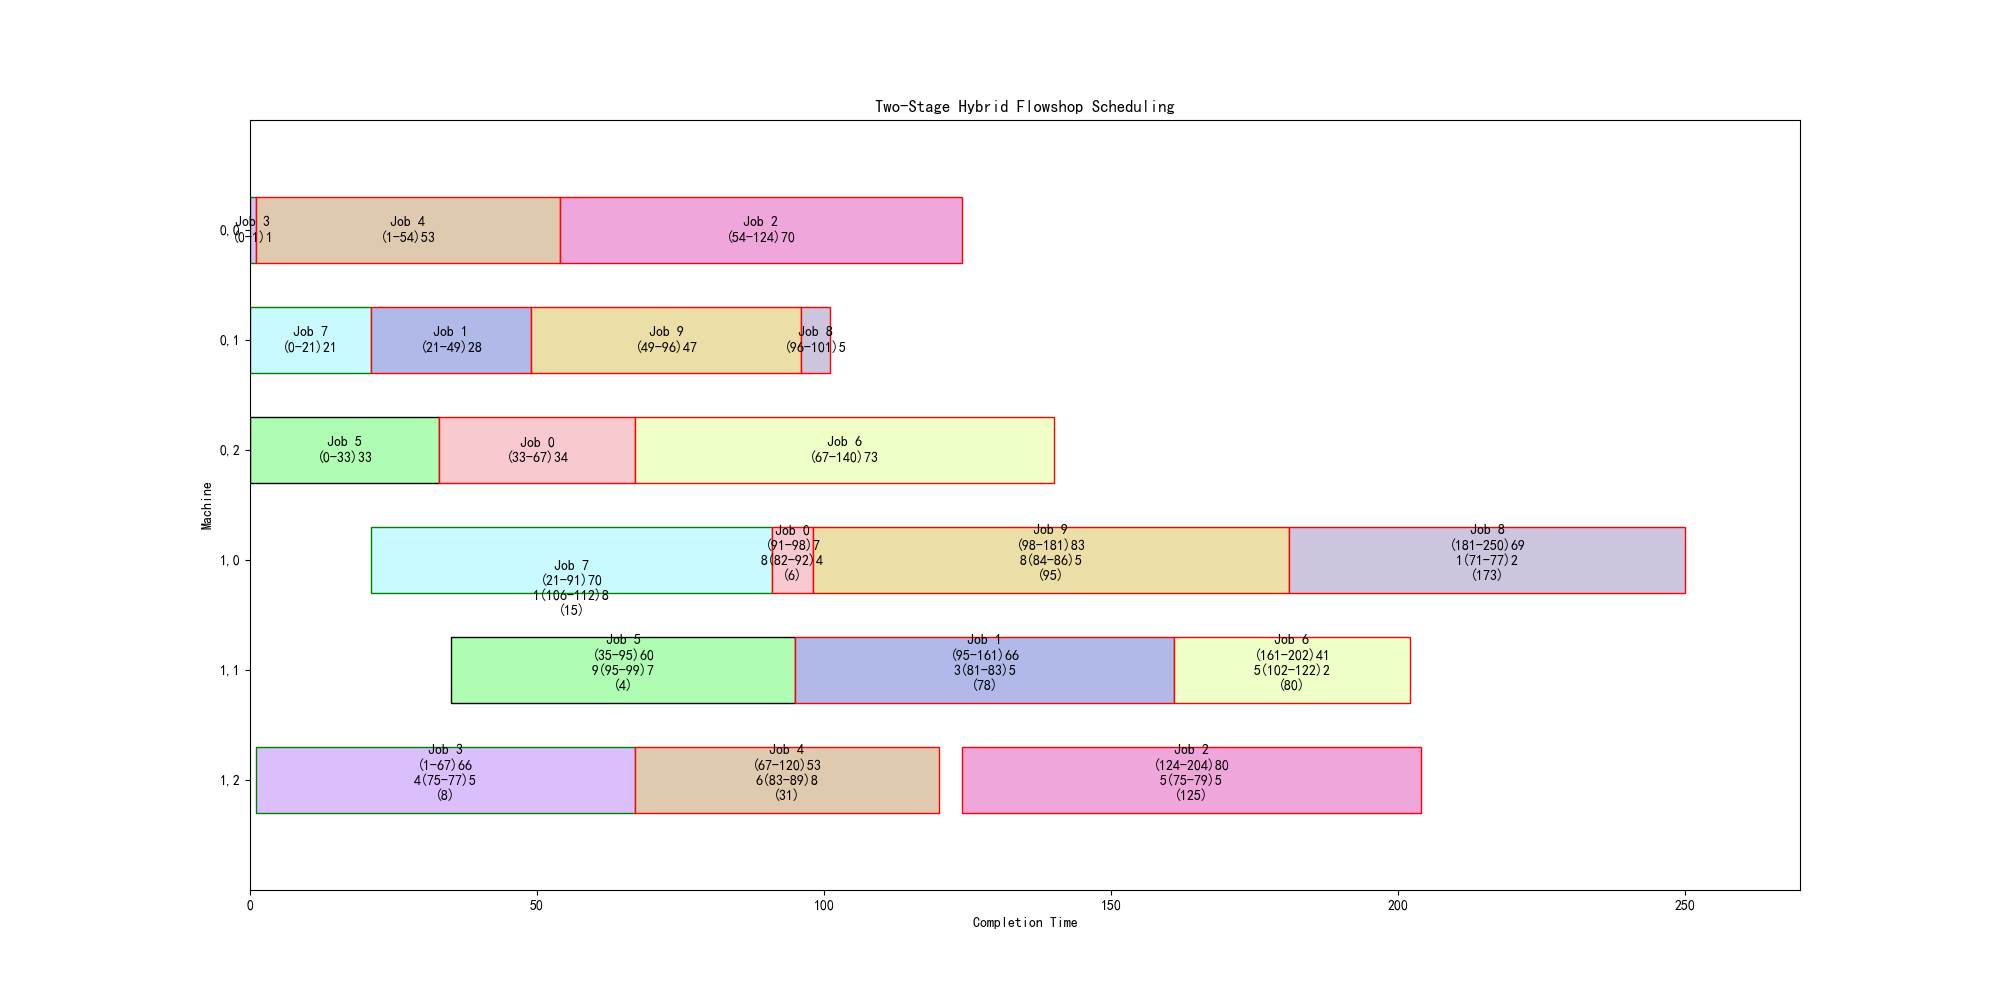 Two-Stage Hybrid Flowshop Scheduling
0,0
Job 3
(0-1)1
Job 4
(1-54)53
Job 2
(54-124)70
0,1
Job 7
(0-21)21
Job 1
(21-49)28
Job 9
(49-96)47
Job 8
(96-101)5
0,2
Job 5
(0-33)33
Job 0
(33-67)34
Job 6
(67-140)73
Machine
1,0
Job 7
(21-91)70
1(106-112)8
(15)
Job 0
(91-98)7
8(82-92)4
(6)
Job 9
(98-181)83
8(84-86)5
(95)
Job 8
(181-250)69
1(71-77)2
(173)
1,1
Job 5
(35-95)60
9(95-99)7
(4)
Job 1
(95-161)66
3(81-83)5
(78)
Job 6
(161-202)41
5(102-122)2
(80)
1,2
Job 3
(1-67)66
4(75-77)5
(8)
Job 4
(67-120)53
6(83-89)8
(31)
Job 2
(124-204)80
5(75-79)5
(125)
0
50
100
150
200
250
Completion Time